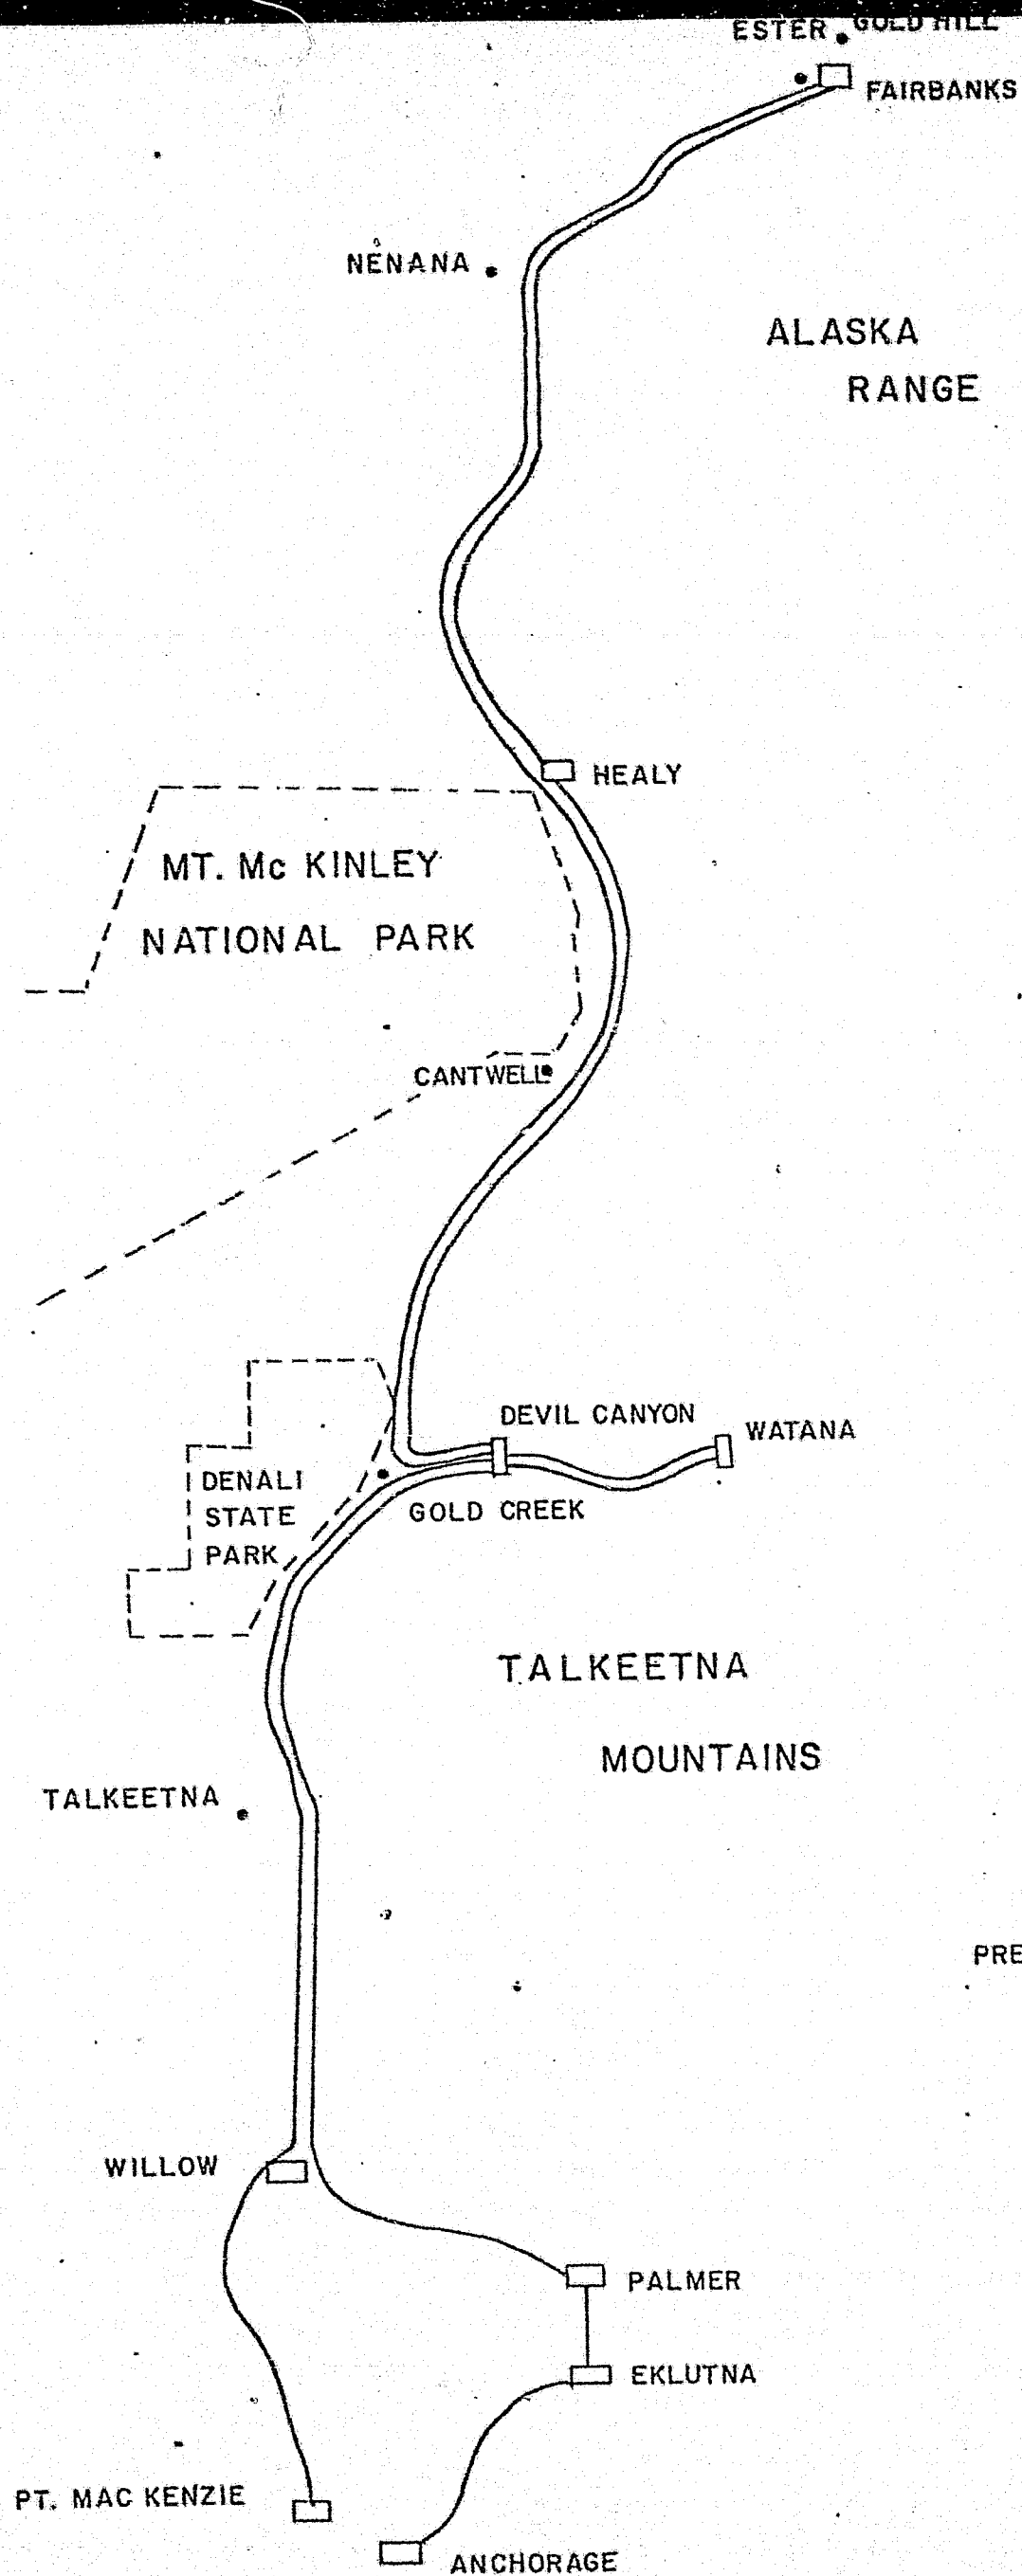 ESTER GOLD HILL
FAIRBANKS
NENANA
ALASKA
RANGE
HEALY
MT. Mc KINLEY
NATIONAL PARK
CANTWELL
DEVIL CANYON
WATANA
DENALI
STATE
PARK
GOLD CREEK
TALKEETNA
MOUNTAINS
TALKEETNA
PRE
WILLOW
PALMER
EKLUTNA
PT. MAC KENZIE
ANCHORAGE